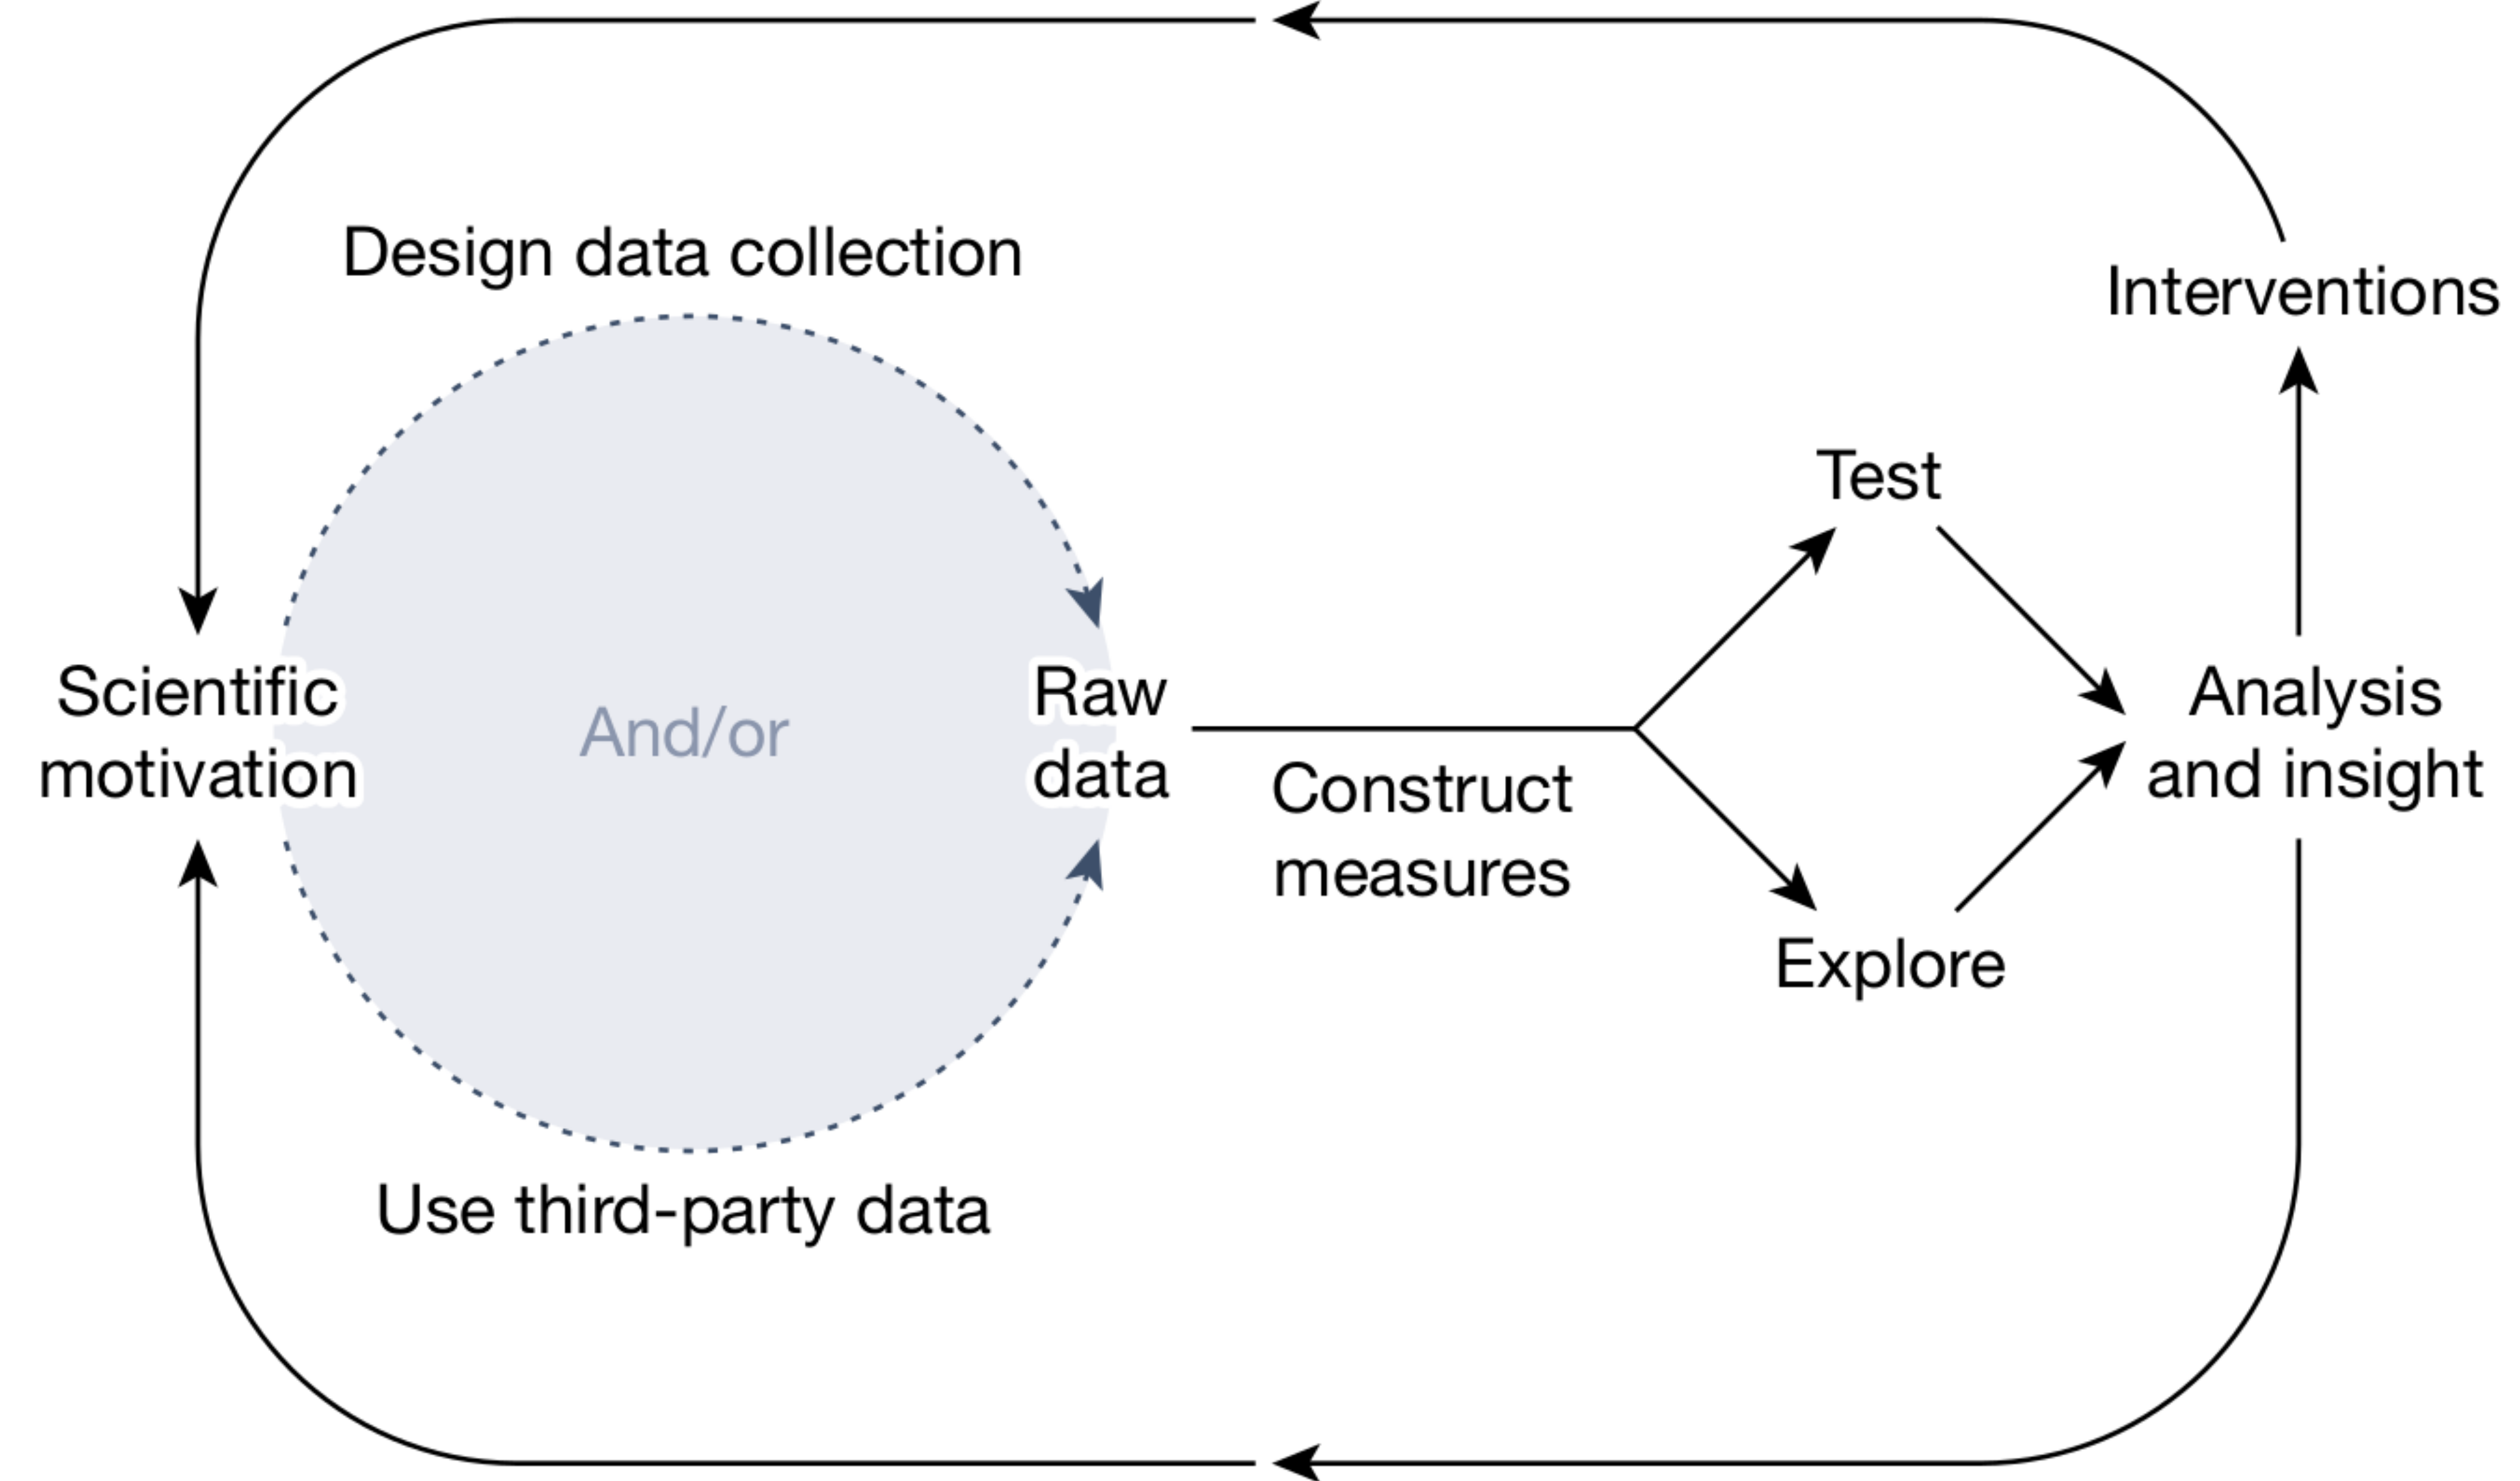 Design data collection
Interventions
Test
Scientific
motivation
And/or
Raw
data
Construct
measures
Analysis
and insight
Explore
Use third-party data